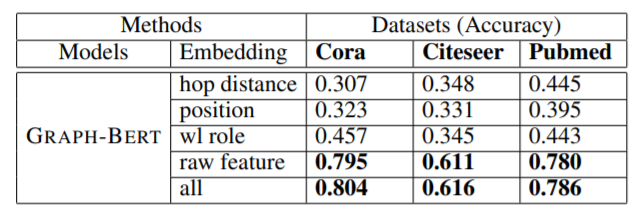 Methods Datasets (Accuracy)
Models Embedding Cora Citeseer Pubmed
hop distance 0.307 0.348 0.445
position 0.323 0.331 0.395
GRAPH-BERT wl role 0.457 0.345 0.443
raw feature 0.795 0.611 0.780
all 0.804 0.616 0.786